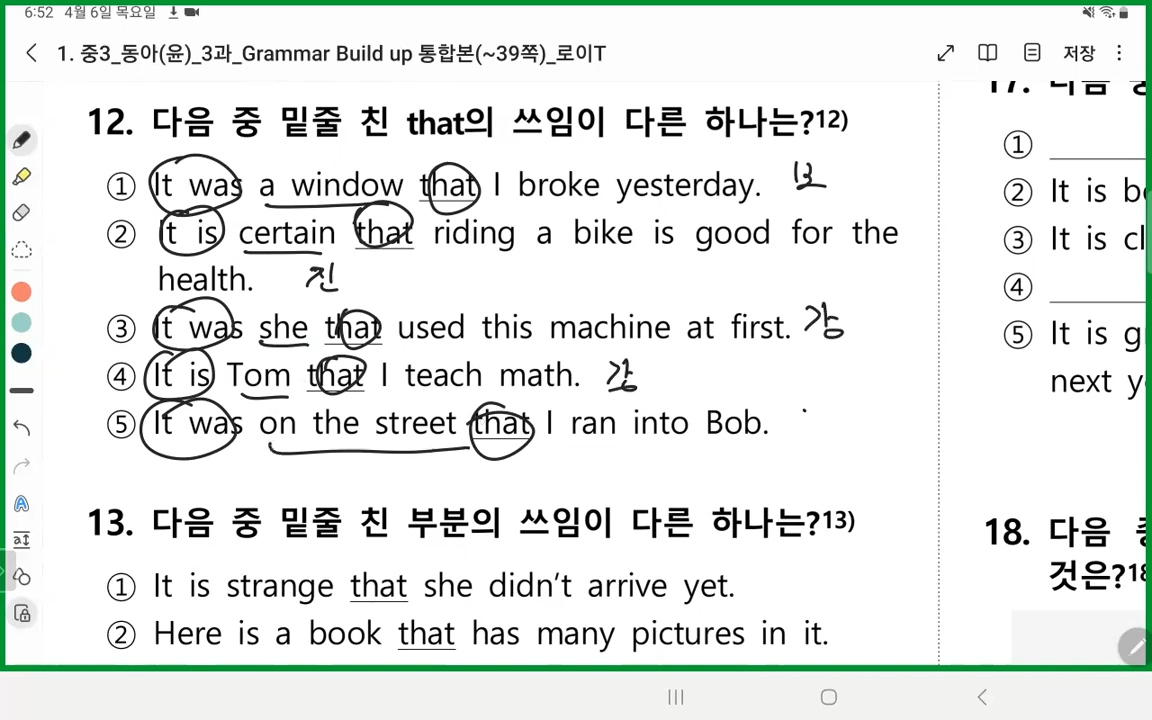 6:52 4월 6일 목요일
1. 중3_동아(윤)_3과_Grammar Build up 통합본(~39쪽)_로이T
저장
12. 다음 중 밑줄 친 that의 쓰임이 다른 하나는?12)
① It was a window that I broke yesterday.
② It is certain that riding a bike is good for the
health. 진
③ It was she that used this machine at first. 강
④ It is Tom that I teach math. 강
⑤ It was on the street that I ran into Bob.
13. 다음 중 밑줄 친 부분의 쓰임이 다른 하나는?13)
① It is strange that she didn't arrive yet.
② Here is a book that has many pictures in it.
17. 다음
①
② It is b
③ It is cl
④
⑤ It is g
next y
18. 다음 중
것은?18